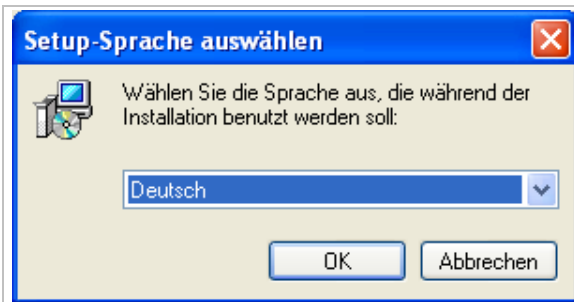 Setup-Sprache auswählen
Wählen Sie die Sprache aus, die während der
Installation benutzt werden soll:
Deutsch
OK
Abbrechen